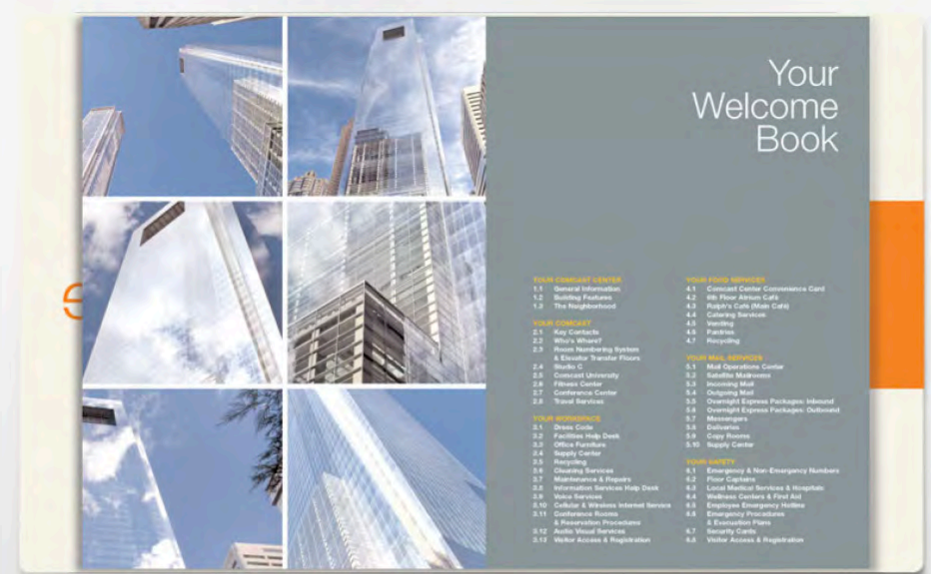 Your
Welcome
Book
YOUR COMCAST CENTER
1.1 General Information
1.2 Building Features
1.3 The Neighborhood
YOUR COMCAST
2.1 Key Contacts
2.2 Who's Where?
2.3 Room Numbering System
& Elevator Transfer Floors
2.4 Studio C
2.5 Comcast University
2.6 Fitness Center
2.7 Conference Center
2.8 Travel Services
YOUR WORKSPACE
3.1 Dress Code
3.2 Facilities Help Desk
3.3 Office Furniture
3.4 Supply Center
3.5 Recycling
3.6 Cleaning Services
3.7 Maintenance & Repairs
3.8 Information Services Help Desk
3.9 Voice Services
3.10 Cellular & Wireless Internet Service
3.11 Conference Rooms
& Reservation Procedures
3.12 Audio Visual Services
3.13 Visitor Access & Registration
YOUR FOOD SERVICES
4.1 Comcast Center Convenience Card
4.2 6th Floor Atrium Café
4.3 Ralph's Café (Main Café)
4.4 Catering Services
4.5 Vending
4.6 Pantries
4.7 Recycling
YOUR MAIL SERVICES
5.1 Mail Operations Center
5.2 Satellite Mailrooms
5.3 Incoming Mail
5.4 Outgoing Mail
5.5 Overnight Express Packages: Inbound
5.6 Overnight Express Packages: Outbound
5.7 Messengers
5.8 Deliveries
5.9 Copy Rooms
5.10 Supply Center
YOUR SAFETY
6.1 Emergency & Non-Emergency Numbers
6.2 Floor Captains
6.3 Local Medical Services & Hospitals
6.4 Wellness Centers & First Aid
6.5 Employee Emergency Hotline
6.6 Emergency Procedures
& Evacuation Plans
6.7 Security Cards
6.8 Visitor Access & Registration